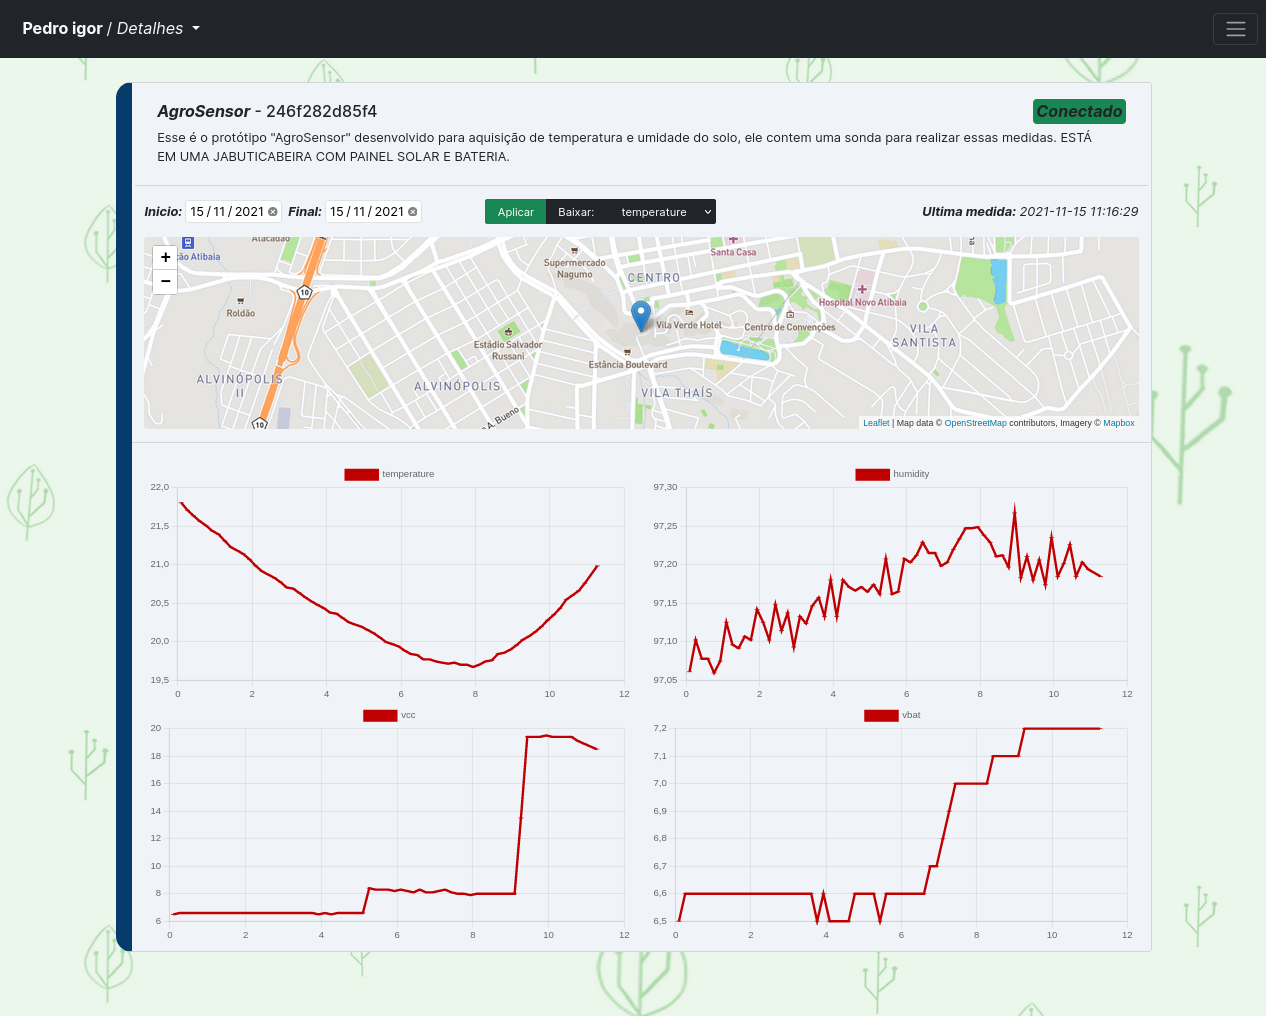 Pedro igor / Detalhes
AgroSensor - 246f282d85f4
Conectado
Esse é o protótipo "AgroSensor" desenvolvido para aquisição de temperatura e umidade do solo, ele contem uma sonda para realizar essas medidas. ESTÁ
EM UMA JABUTICABEIRA COM PAINEL SOLAR E BATERIA.
Inicio: 15 / 11 / 2021 Final: 15 / 11 / 2021 Aplicar Baixar: temperature Ultima medida: 2021-11-15 11:16:29
+
−
Atacadão
Atibaia
Roldão
10
ALVINÓPOLIS
II
10
Supermercado
Nagumo
CENTRO
Santa Casa
Estádio Salvador
Russani
ALVINÓPOLIS
A. Bueno
Vila Verde Hotel
Estância Boulevard
VILA THAÍS
Centro de Convenções
Hospital Novo Atibaia
VILA
SANTISTA
Leaflet | Map data © OpenStreetMap contributors, Imagery © Mapbox
temperature
22,0
21,5
21,0
20,5
20,0
19,5
0 2 4 6 8 10 12
humidity
97,30
97,25
97,20
97,15
97,10
97,05
0 2 4 6 8 10 12
vcc
20
18
16
14
12
10
8
6
0 2 4 6 8 10 12
vbat
7,2
7,1
7,0
6,9
6,8
6,7
6,6
6,5
0 2 4 6 8 10 12